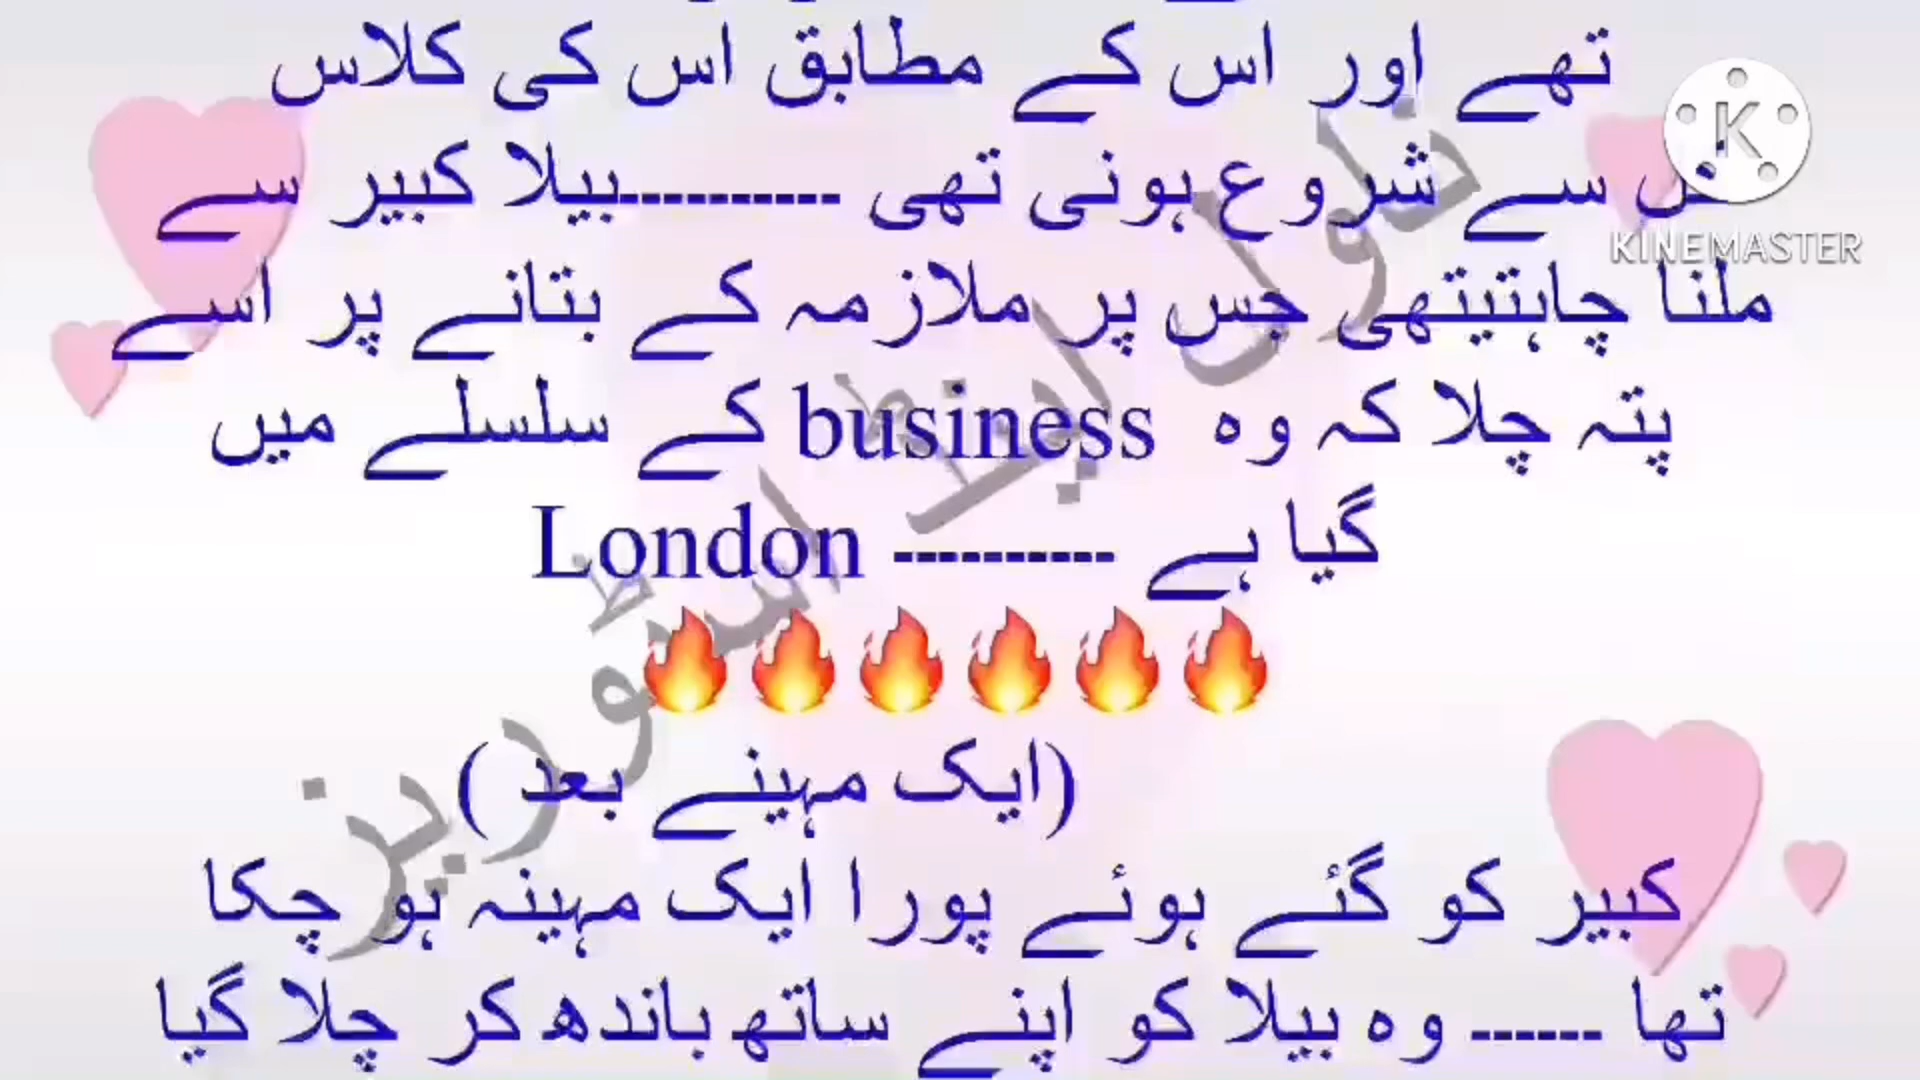 تھے اور اس کے مطابق اس کی کلاس
سے شروع ہونی تھی ----------بیلا کبیر سے
ملنا چاہتیتھی جس پر ملازمہ کے بتانے پر اسے
پتہ چلا کہ وہ business کے سلسلے میں
گیا ہے ---------- London
🔥🔥🔥🔥🔥🔥
(ایک مہینے بعد )
کبیر کو گئے ہوئے پورا ایک مہینہ ہو چکا
تھا ------ وہ بیلا کو اپنے ساتھ باندھ کر چلا گیا
K
KINEMASTER
ناول اینڈ اسٹوریز